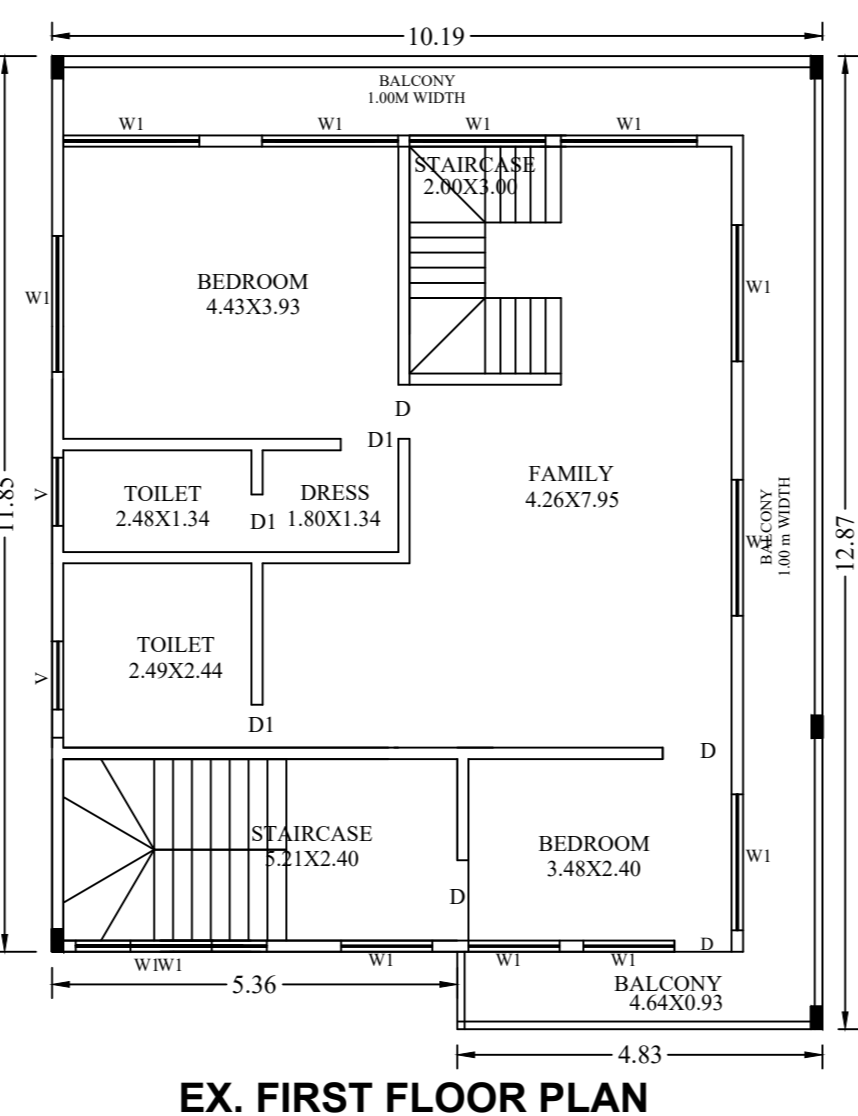 10.19
BALCONY
1.00M WIDTH
W1
W1
W1
W1
STAIRCASE
2.00X3.00
BEDROOM
4.43X3.93
W1
W1
D
D1
FAMILY
4.26X7.95
TOILET
2.48X1.34
DRESS
1.80X1.34
D1
V
11.85
W1
BALCONY
1.00 m WIDTH
12.87
TOILET
2.49X2.44
V
D1
D
STAIRCASE
5.21X2.40
BEDROOM
3.48X2.40
W1
D
D
W1W1
W1
W1
W1
5.36
BALCONY
4.64X0.93
4.83
EX. FIRST FLOOR PLAN